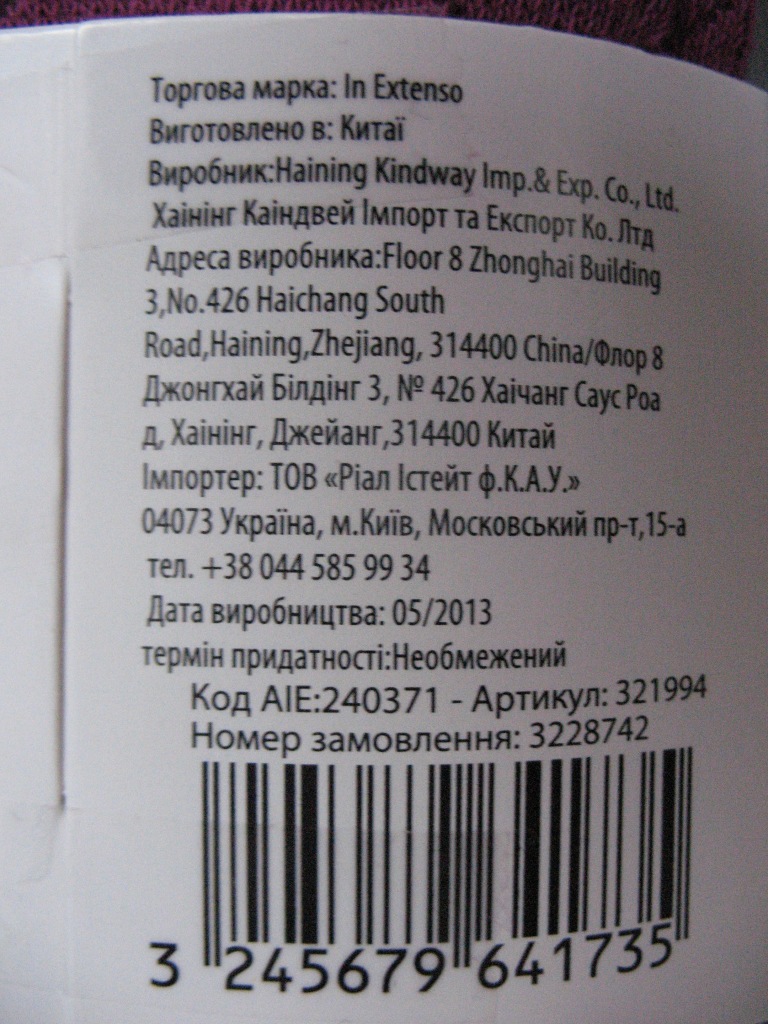 Торгова марка: In Extenso
Виготовлено в: Китаї
Виробник:Haining Kindway Imp.& Exp. Co., Ltd.
Хаінінг Каіндвей Імпорт та Експорт Ко. Лтд
Адреса виробника:Floor 8 Zhonghai Building
3,No.426 Haichang South
Road,Haining,Zhejiang, 314400 China/Флор 8
Джонгхай Білдінг 3, № 426 Хаічанг Саус Роа
д, Хаінінг, Джейанг,314400 Китай
Імпортер: ТОВ «Ріал Істейт ф.К.А.У.»
04073 Україна, м.Київ, Московський пр-т,15-а
тел. +38 044 585 99 34
Дата виробництва: 05/2013
термін придатності:Необмежений
Код AIE:240371 - Артикул: 321994
Номер замовлення: 3228742
3 245679 641735